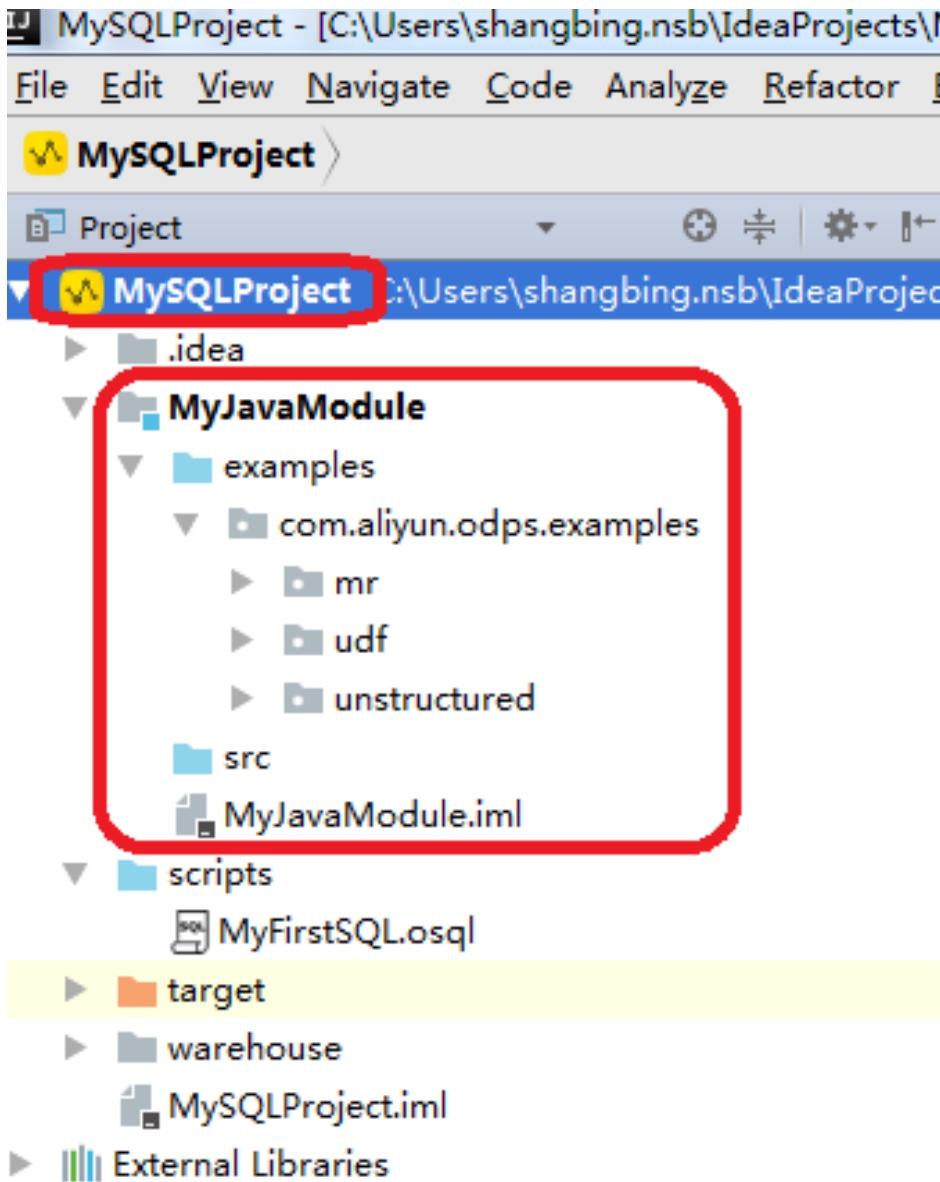 MySQLProject - [C:\Users\shangbing.nsb\IdeaProjects\
File Edit View Navigate Code Analyze Refactor
MySQLProject
Project
MySQLProject C:\Users\shangbing.nsb\IdeaProjec
.idea
MyJavaModule
examples
com.aliyun.odps.examples
mr
udf
unstructured
src
MyJavaModule.iml
scripts
MyFirstSQL.osql
target
warehouse
MySQLProject.iml
External Libraries